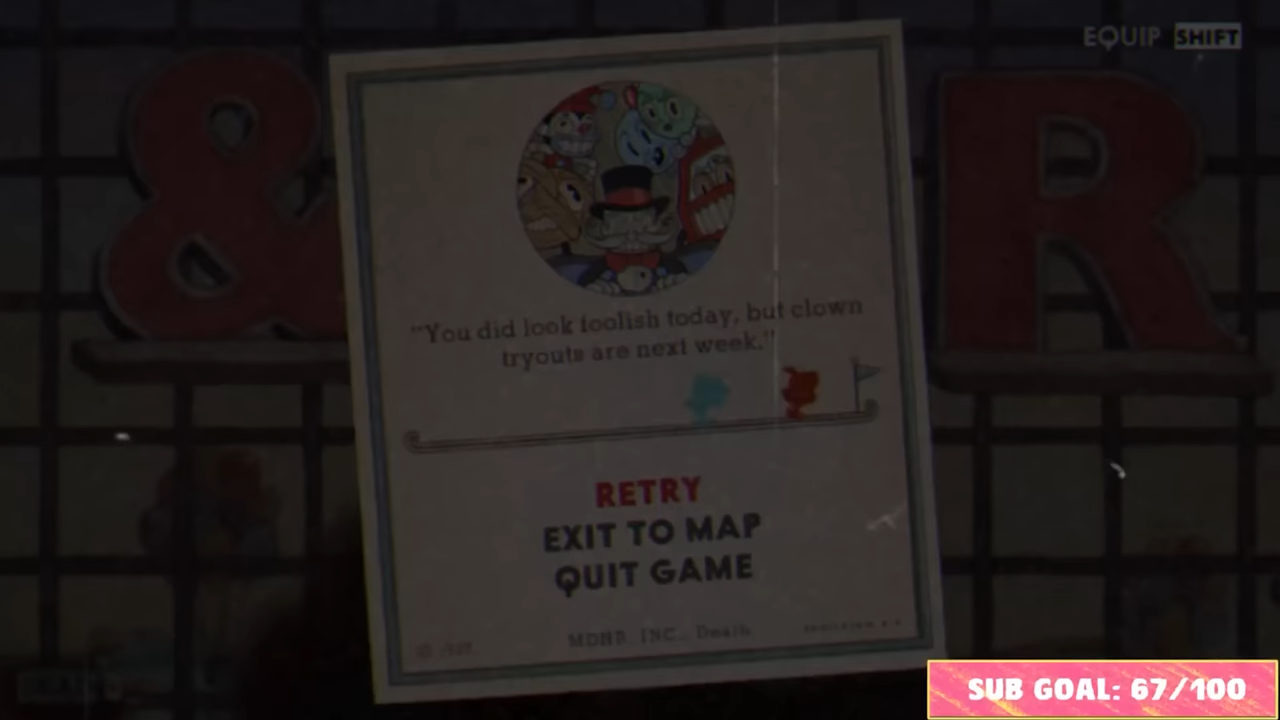 EQUIP SHIFT
& R
"You did look foolish today, but clown
tryouts are next week."
RETRY
EXIT TO MAP
QUIT GAME
MDHR INC. Death
SUB GOAL: 67/100